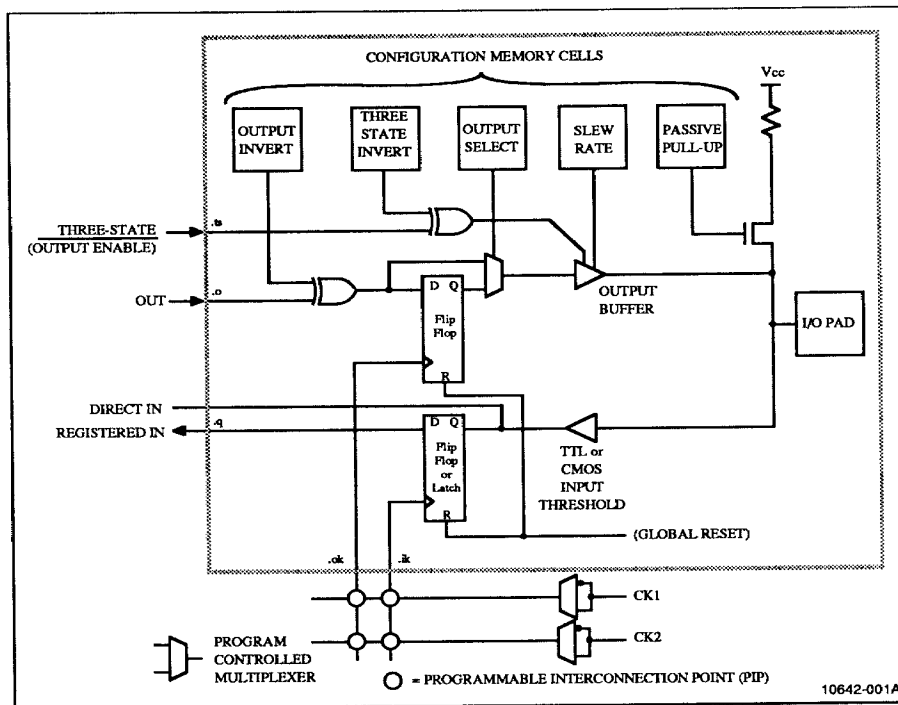 CONFIGURATION MEMORY CELLS
Vcc
OUTPUT
INVERT
THREE
STATE
INVERT
OUTPUT
SELECT
SLEW
RATE
PASSIVE
PULL-UP
THREE-STATE
(OUTPUT ENABLE)
.ts
OUT
.o
D Q
Flip
Flop
R
OUTPUT
BUFFER
I/O PAD
DIRECT IN
REGISTERED IN
.q
D Q
Flip
Flop
or
Latch
R
TTL or
CMOS
INPUT
THRESHOLD
(GLOBAL RESET)
.ok
.ik
CK1
CK2
PROGRAM
CONTROLLED
MULTIPLEXER
= PROGRAMMABLE INTERCONNECTION POINT (PIP)
10642-001A